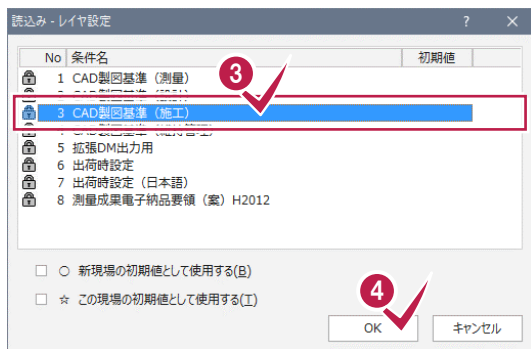 読込み - レイヤ設定 ? ×
No 条件名 初期値
1 CAD製図基準（測量）
3
3 CAD製図基準（施工）
5 拡張DM出力用
6 出荷時設定
7 出荷時設定（日本語）
8 測量成果電子納品要領（案）H2012
○ 新現場の初期値として使用する(B)
☆ この現場の初期値として使用する(T)
4
OK キャンセル